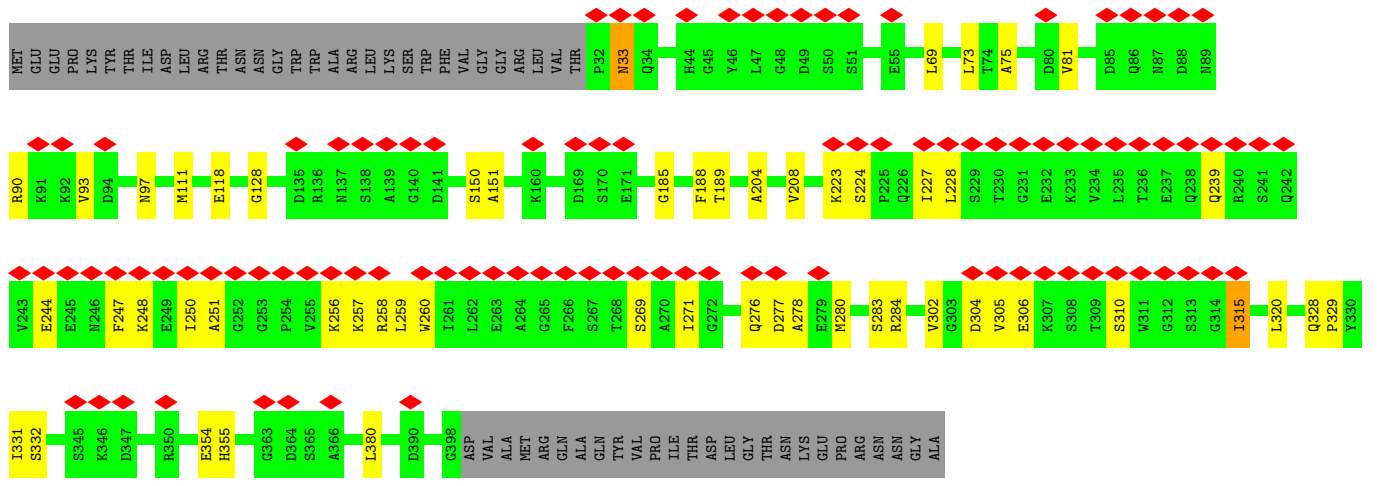 MET GLU GLU PRO LYS TYR THR THR ILE ASP LEU ARG THR ASN ASN GLY TRP TRP ALA ARG LEU LYS SER TRP PHE VAL GLY GLY ARG LEU VAL THR P32 N33 Q34 H44 G45 Y46 L47 G48 D49 S50 S51 E55 L69 L73 T74 A75 D80 V81 D85 Q86 N87 D88 N89
R90 K91 K92 V93 D94 N97 M111 E118 G128 D135 R136 N137 S138 A139 G140 D141 S150 A151 K160 D169 S170 E171 G185 F188 T189 A204 V208 K223 S224 P225 Q226 I227 L228 S229 T230 G231 E232 K233 V234 L235 T236 E237 Q238 Q239 R240 S241 Q242
V243 E244 E245 N246 F247 K248 E249 I250 A251 G252 G253 P254 V255 K256 K257 R258 L259 W260 I261 L262 E263 A264 G265 F266 S267 T268 S269 A270 I271 G272 Q276 D277 A278 E279 M280 S283 R284 V302 G303 D304 V305 E306 K307 S308 T309 S310 W311 G312 S313 G314 I315 L320 Q328 P329 Y330
I331 S332 S345 K346 D347 R350 E354 H355 G363 D364 S365 A366 L380 D390 G398 ASP VAL ALA MET ARG GLN ALA GLN TYR VAL PRO ILE THR ASP LEU GLY THR ASN LYS GLU PRO ARG ASN ASN GLY ALA